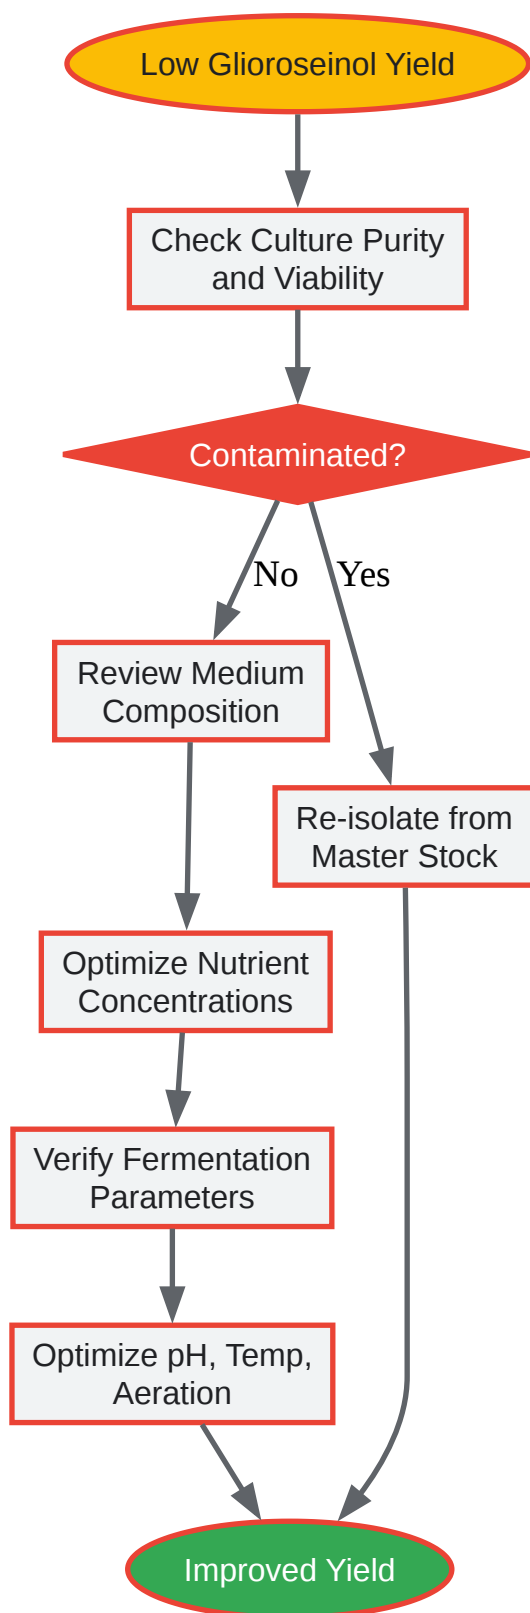 Low Glioroseinol Yield
Check Culture Purity
and Viability
Contaminated?
No
Yes
Review Medium
Composition
Re-isolate from
Master Stock
Optimize Nutrient
Concentrations
Verify Fermentation
Parameters
Optimize pH, Temp,
Aeration
Improved Yield